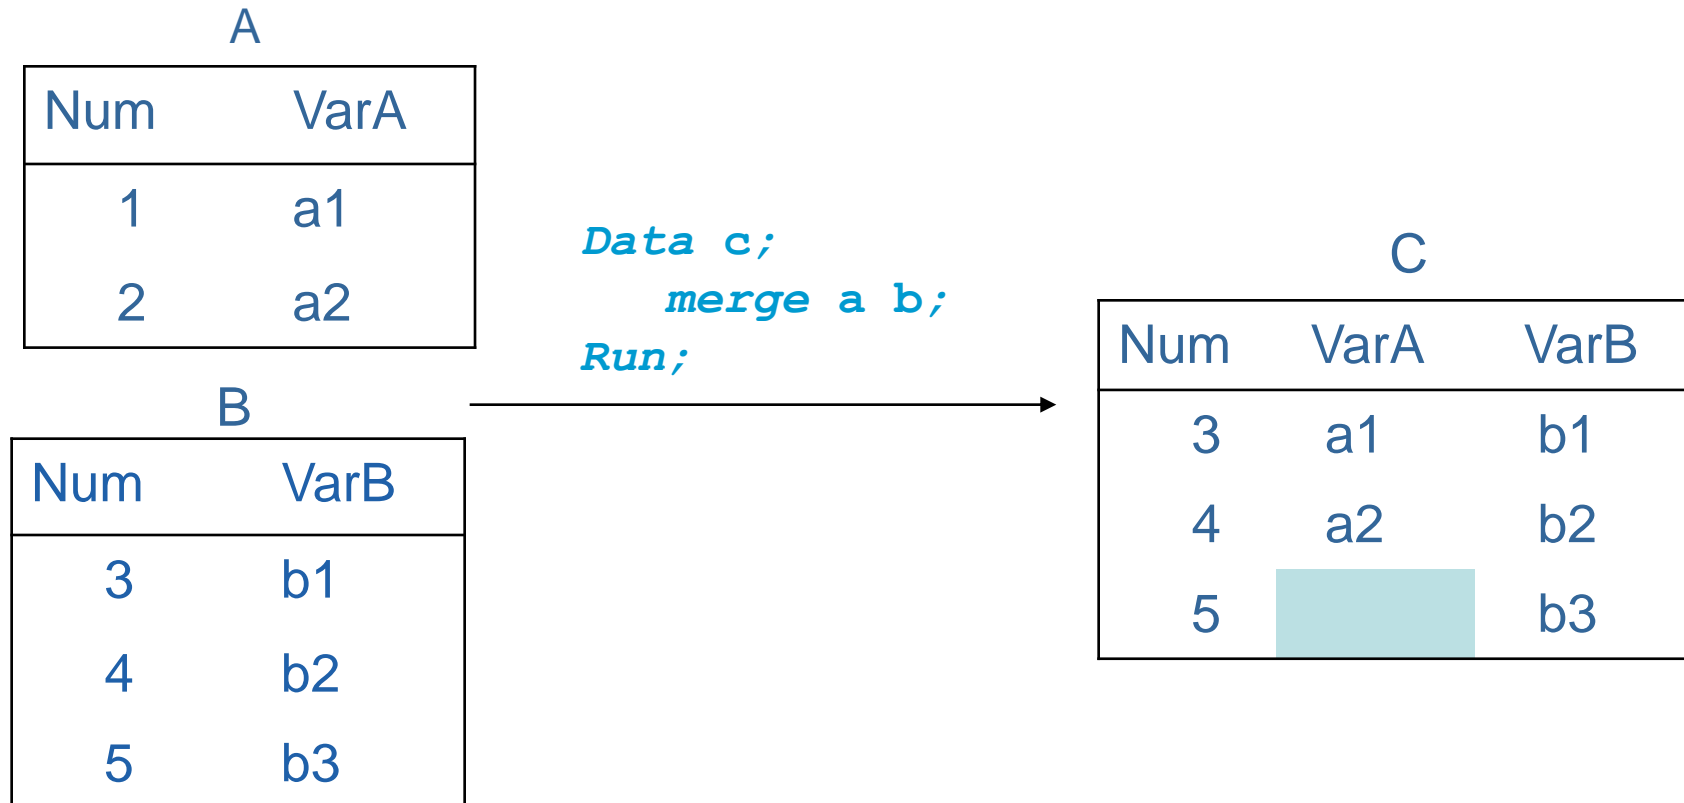 A
Num VarA
1 a1
2 a2
B
Num VarB
3 b1
4 b2
5 b3
Data c;
merge a b;
Run;
C
Num VarA VarB
3 a1 b1
4 a2 b2
5 b3